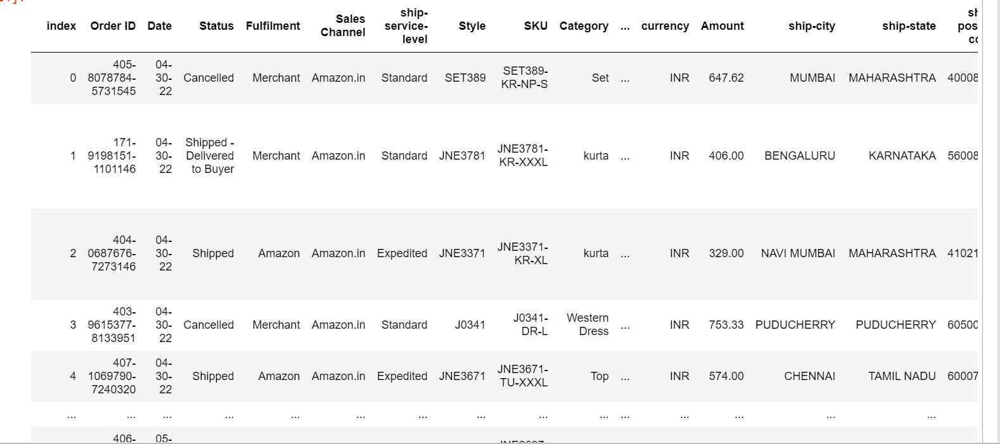 index Order ID Date Status Fulfilment Sales Channel ship-service-level Style SKU Category ... currency Amount ship-city ship-state
0 405-8078784-5731545 04-30-22 Cancelled Merchant Amazon.in Standard SET389 SET389-KR-NP-S Set ... INR 647.62 MUMBAI MAHARASHTRA 40008
1 171-9198151-1101146 04-30-22 Shipped - Delivered to Buyer Merchant Amazon.in Standard JNE3781 JNE3781-KR-XXXL kurta ... INR 406.00 BENGALURU KARNATAKA 56008
2 404-0687676-7273146 04-30-22 Shipped Amazon Amazon.in Expedited JNE3371 JNE3371-KR-XL kurta ... INR 329.00 NAVI MUMBAI MAHARASHTRA 41021
3 403-9615377-8133951 04-30-22 Cancelled Merchant Amazon.in Standard J0341 J0341-DR-L Western Dress ... INR 753.33 PUDUCHERRY PUDUCHERRY 60500
4 407-1069790-7240320 04-30-22 Shipped Amazon Amazon.in Expedited JNE3671 JNE3671-TU-XXXL Top ... INR 574.00 CHENNAI TAMIL NADU 60007
... ... ... ... ... ... ... ... ... ... ... ... ... ... ...
406- 05-